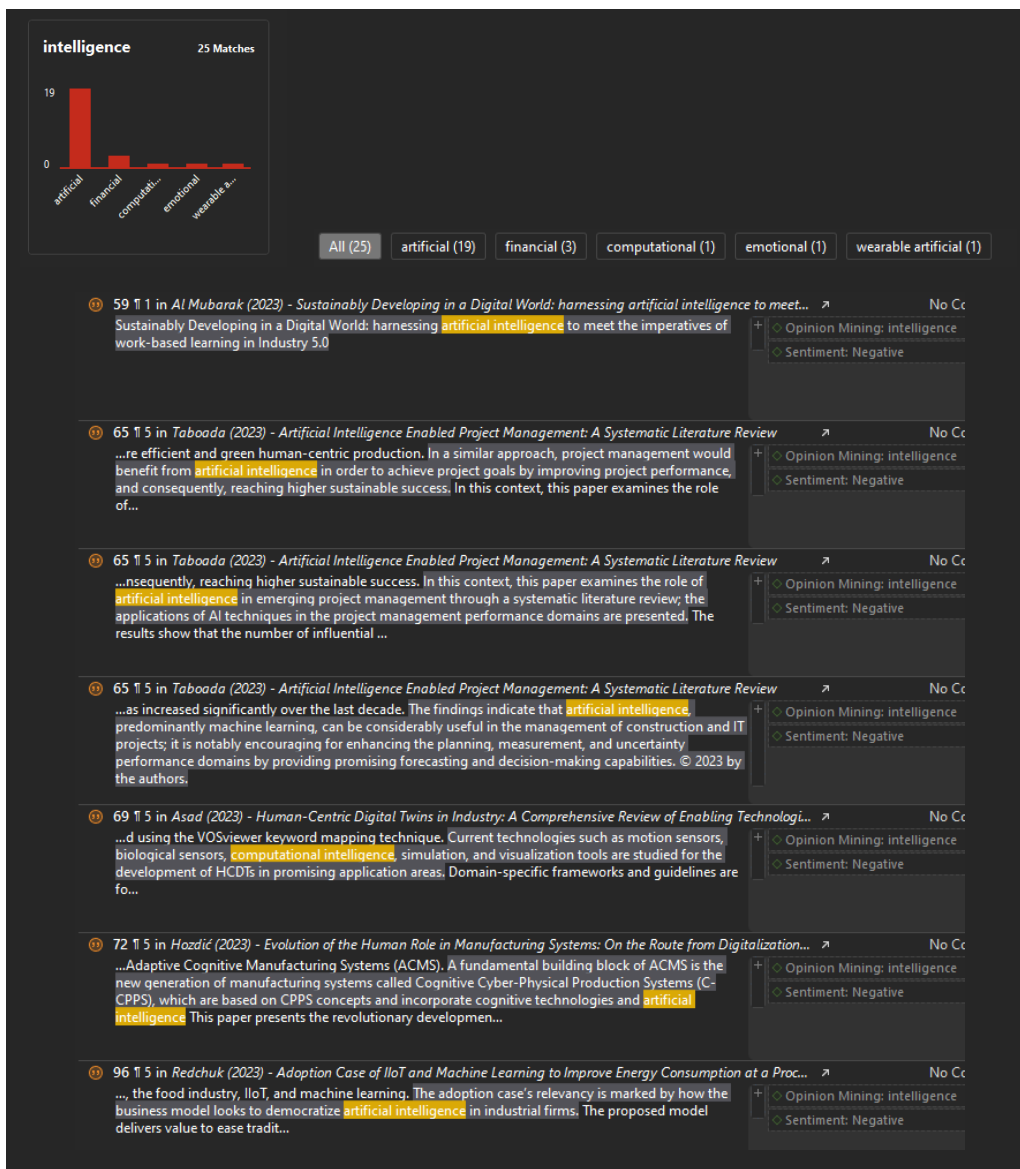 intelligence 25 Matches
19
0
artificial
financial
computati...
emotional
wearable a...
All (25) artificial (19) financial (3) computational (1) emotional (1) wearable artificial (1)
59 ¶ 1 in Al Mubarak (2023) - Sustainably Developing in a Digital World: harnessing artificial intelligence to meet... ↗ No Co
Sustainably Developing in a Digital World: harnessing artificial intelligence to meet the imperatives of
work-based learning in Industry 5.0
+ ◇ Opinion Mining: intelligence
◇ Sentiment: Negative
65 ¶ 5 in Taboada (2023) - Artificial Intelligence Enabled Project Management: A Systematic Literature Review ↗ No Co
...re efficient and green human-centric production. In a similar approach, project management would
benefit from artificial intelligence in order to achieve project goals by improving project performance,
and consequently, reaching higher sustainable success. In this context, this paper examines the role
of...
+ ◇ Opinion Mining: intelligence
◇ Sentiment: Negative
65 ¶ 5 in Taboada (2023) - Artificial Intelligence Enabled Project Management: A Systematic Literature Review ↗ No Co
...nsequently, reaching higher sustainable success. In this context, this paper examines the role of
artificial intelligence in emerging project management through a systematic literature review; the
applications of AI techniques in the project management performance domains are presented. The
results show that the number of influential ...
+ ◇ Opinion Mining: intelligence
◇ Sentiment: Negative
65 ¶ 5 in Taboada (2023) - Artificial Intelligence Enabled Project Management: A Systematic Literature Review ↗ No Co
...as increased significantly over the last decade. The findings indicate that artificial intelligence,
predominantly machine learning, can be considerably useful in the management of construction and IT
projects; it is notably encouraging for enhancing the planning, measurement, and uncertainty
performance domains by providing promising forecasting and decision-making capabilities. © 2023 by
the authors.
+ ◇ Opinion Mining: intelligence
◇ Sentiment: Negative
69 ¶ 5 in Asad (2023) - Human-Centric Digital Twins in Industry: A Comprehensive Review of Enabling Technologi... ↗ No Co
...d using the VOSviewer keyword mapping technique. Current technologies such as motion sensors,
biological sensors, computational intelligence, simulation, and visualization tools are studied for the
development of HCDTs in promising application areas. Domain-specific frameworks and guidelines are
fo...
+ ◇ Opinion Mining: intelligence
◇ Sentiment: Negative
72 ¶ 5 in Hozdić (2023) - Evolution of the Human Role in Manufacturing Systems: On the Route from Digitalization... ↗ No Co
...Adaptive Cognitive Manufacturing Systems (ACMS). A fundamental building block of ACMS is the
new generation of manufacturing systems called Cognitive Cyber-Physical Production Systems (C-
CPPS), which are based on CPPS concepts and incorporate cognitive technologies and artificial
intelligence This paper presents the revolutionary developmen...
+ ◇ Opinion Mining: intelligence
◇ Sentiment: Negative
96 ¶ 5 in Redchuk (2023) - Adoption Case of IIoT and Machine Learning to Improve Energy Consumption at a Proc... ↗ No Co
..., the food industry, IIoT, and machine learning. The adoption case's relevancy is marked by how the
business model looks to democratize artificial intelligence in industrial firms. The proposed model
delivers value to ease tradit...
+ ◇ Opinion Mining: intelligence
◇ Sentiment: Negative